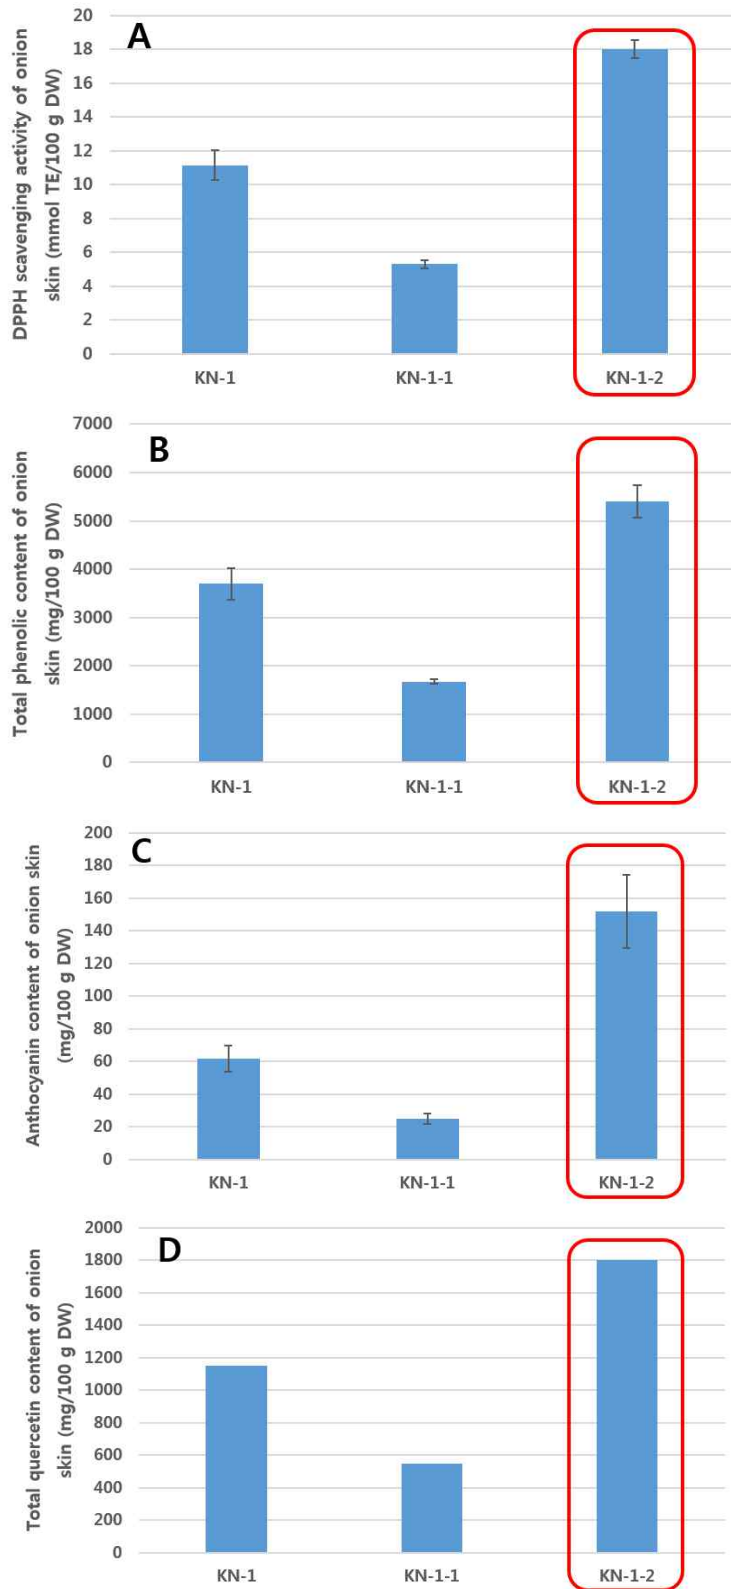 A
DPPH scavenging activity of onion
skin (mmol TE/100 g DW)
20
18
16
14
12
10
8
6
4
2
0
KN-1
KN-1-1
KN-1-2
B
Total phenolic content of onion
skin (mg/100 g DW)
7000
6000
5000
4000
3000
2000
1000
0
KN-1
KN-1-1
KN-1-2
C
Anthocyanin content of onion skin
(mg/100 g DW)
200
180
160
140
120
100
80
60
40
20
0
KN-1
KN-1-1
KN-1-2
D
Total quercetin content of onion
skin (mg/100 g DW)
2000
1800
1600
1400
1200
1000
800
600
400
200
0
KN-1
KN-1-1
KN-1-2